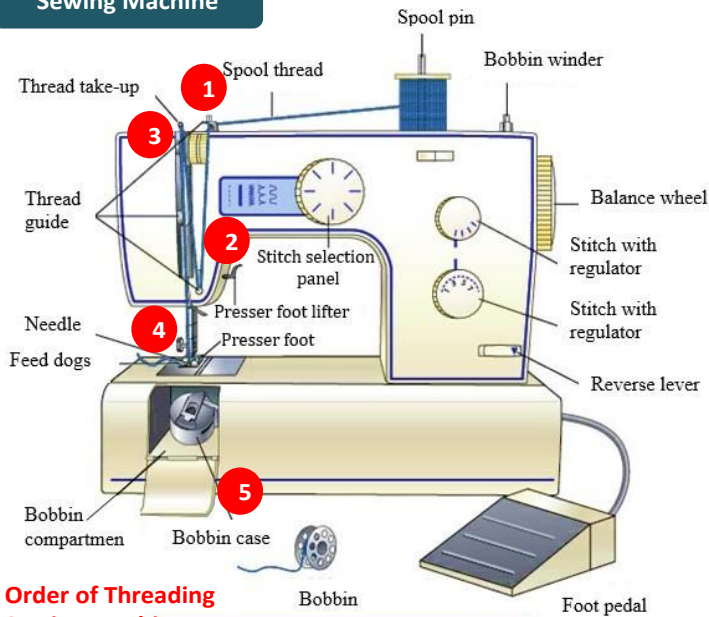 Sewing Machine
Spool pin
Bobbin winder
Spool thread
Thread take-up
1
3
Thread
guide
2
Stitch selection
panel
Balance wheel
Stitch with
regulator
Stitch with
regulator
Presser foot lifter
Presser foot
4
Needle
Feed dogs
Reverse lever
5
Bobbin
compartmen
Bobbin case
Bobbin
Foot pedal
Order of Threading